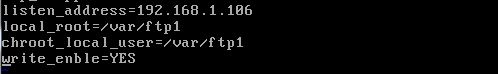 listen_address=192.168.1.106
local_root=/var/ftp1
chroot_local_user=/var/ftp1
write_enble=YES